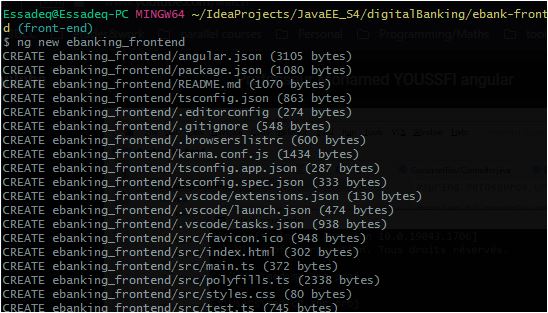 Essadeq@Essadeq-PC MINGW64 ~/IdeaProjects/JavaEE_S4/digitalBanking/ebank-front
d (front-end)
$ ng new ebanking_frontend
CREATE ebanking_frontend/angular.json (3105 bytes)
CREATE ebanking_frontend/package.json (1080 bytes)
CREATE ebanking_frontend/README.md (1070 bytes)
CREATE ebanking_frontend/tsconfig.json (863 bytes)
CREATE ebanking_frontend/.editorconfig (274 bytes)
CREATE ebanking_frontend/.gitignore (548 bytes)
CREATE ebanking_frontend/.browserslistrc (600 bytes)
CREATE ebanking_frontend/karma.conf.js (1434 bytes)
CREATE ebanking_frontend/tsconfig.app.json (287 bytes)
CREATE ebanking_frontend/tsconfig.spec.json (333 bytes)
CREATE ebanking_frontend/.vscode/extensions.json (130 bytes)
CREATE ebanking_frontend/.vscode/launch.json (474 bytes)
CREATE ebanking_frontend/.vscode/tasks.json (938 bytes)
CREATE ebanking_frontend/src/favicon.ico (948 bytes)
CREATE ebanking_frontend/src/index.html (302 bytes)
CREATE ebanking_frontend/src/main.ts (372 bytes)
CREATE ebanking_frontend/src/polyfills.ts (2338 bytes)
CREATE ebanking_frontend/src/styles.css (80 bytes)
CREATE ebanking_frontend/src/test.ts (745 bytes)